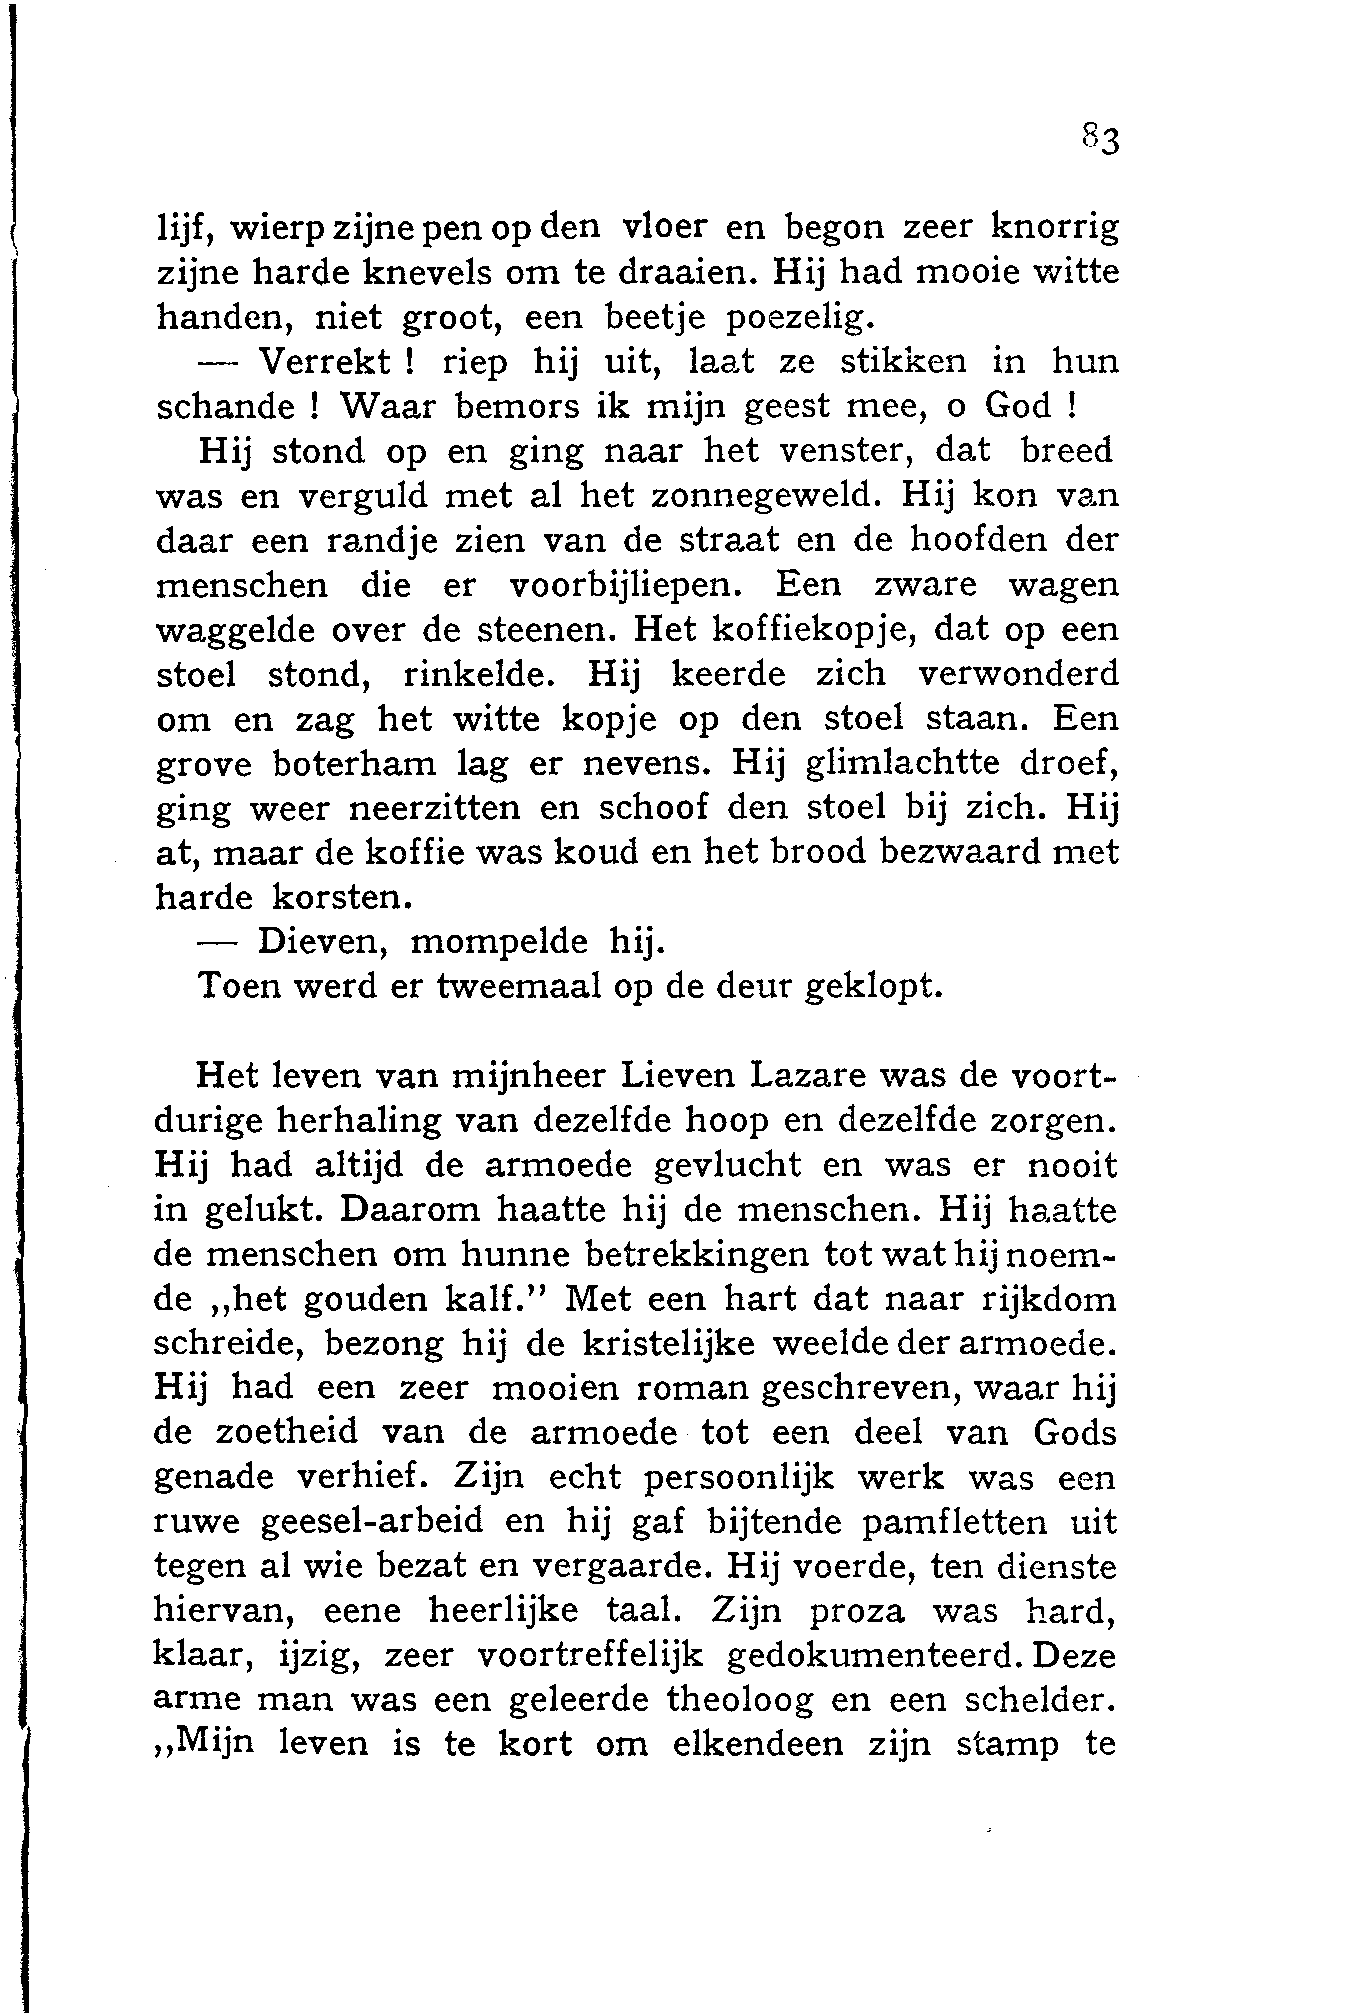 83
lijf, wierp zijne pen op den vloer en begon zeer knorrig
zijne harde knevels om te draaien. Hij had mooie witte
handen, niet groot, een beetje poezelig.
— Verrekt ! riep hij uit, laat ze stikken in hun
schande ! Waar bemors ik mijn geest mee, o God !
Hij stond op en ging naar het venster, dat breed
was en verguld met al het zonnegeweld. Hij kon van
daar een randje zien van de straat en de hoofden der
menschen die er voorbijliepen. Een zware wagen
waggelde over de steenen. Het koffiekopje, dat op een
stoel stond, rinkelde. Hij keerde zich verwonderd
om en zag het witte kopje op den stoel staan. Een
grove boterham lag er nevens. Hij glimlachtte droef,
ging weer neerzitten en schoof den stoel bij zich. Hij
at, maar de koffie was koud en het brood bezwaard met
harde korsten.
— Dieven, mompelde hij.
Toen werd er tweemaal op de deur geklopt.
Het leven van mijnheer Lieven Lazare was de voort-
durige herhaling van dezelfde hoop en dezelfde zorgen.
Hij had altijd de armoede gevlucht en was er nooit
in gelukt. Daarom haatte hij de menschen. Hij haatte
de menschen om hunne betrekkingen tot wat hij noem-
de ,,het gouden kalf." Met een hart dat naar rijkdom
schreide, bezong hij de kristelijke weelde der armoede.
Hij had een zeer mooien roman geschreven, waar hij
de zoetheid van de armoede tot een deel van Gods
genade verhief. Zijn echt persoonlijk werk was een
ruwe geesel-arbeid en hij gaf bijtende pamfletten uit
tegen al wie bezat en vergaarde. Hij voerde, ten dienste
hiervan, eene heerlijke taal. Zijn proza was hard,
klaar, ijzig, zeer voortreffelijk gedokumenteerd. Deze
arme man was een geleerde theoloog en een schelder.
,,Mijn leven is te kort om elkendeen zijn stamp te